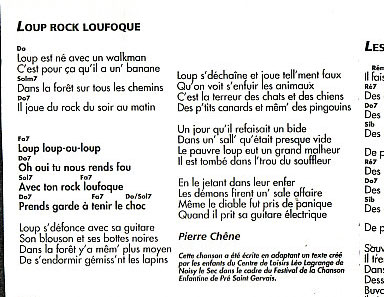 LOUP ROCK LOUFOQUE
Do
Loup est né avec un walkman
C'est pour ça qu'il a un' banane
Solm7
Dans la forêt sur tous les chemins
Do7
Il joue du rock du soir au matin
Fa7
Loup loup-ou-loup
Do7
Oh oui tu nous rends fou
Sol7 Fa7
Avec ton rock loufoque
Do7 Fa7 Do/Sol7
Prends garde à tenir le choc
Loup s'défonce avec sa guitare
Son blouson et ses bottes noires
Dans la forêt y'a mêm' plus moyen
De s'endormir gémiss'nt les lapins
Loup s'déchaîne et joue tell'ment faux
Qu'on voit s'enfuir les animaux
C'est la terreur des chats et des chiens
Des p'tits canards et mêm' des pingouins
Un jour qu'il refaisait un bide
Dans un' sall' qu'était presque vide
Le pauvre loup eut un grand malheur
Il est tombé dans l'trou du souffleur
En le jetant dans leur enfer
Les démons firent un' sale affaire
Même le diable fut pris de panique
Quand il prit sa guitare électrique
Pierre Chêne
Cette chanson a été écrite en adaptant un texte créé
par les enfants du Centre de Loisirs Léo Lagrange de
Noisy le Sec dans le cadre du Festival de la Chanson
Enfantine de Pré Saint Gervais.
LES
Il fais
Ré7
Des
Do7
Des
Sib
Des
De p
Ré7
Des
Do7
Des
Sib
Des
De p
Il tre
Dans
Dess